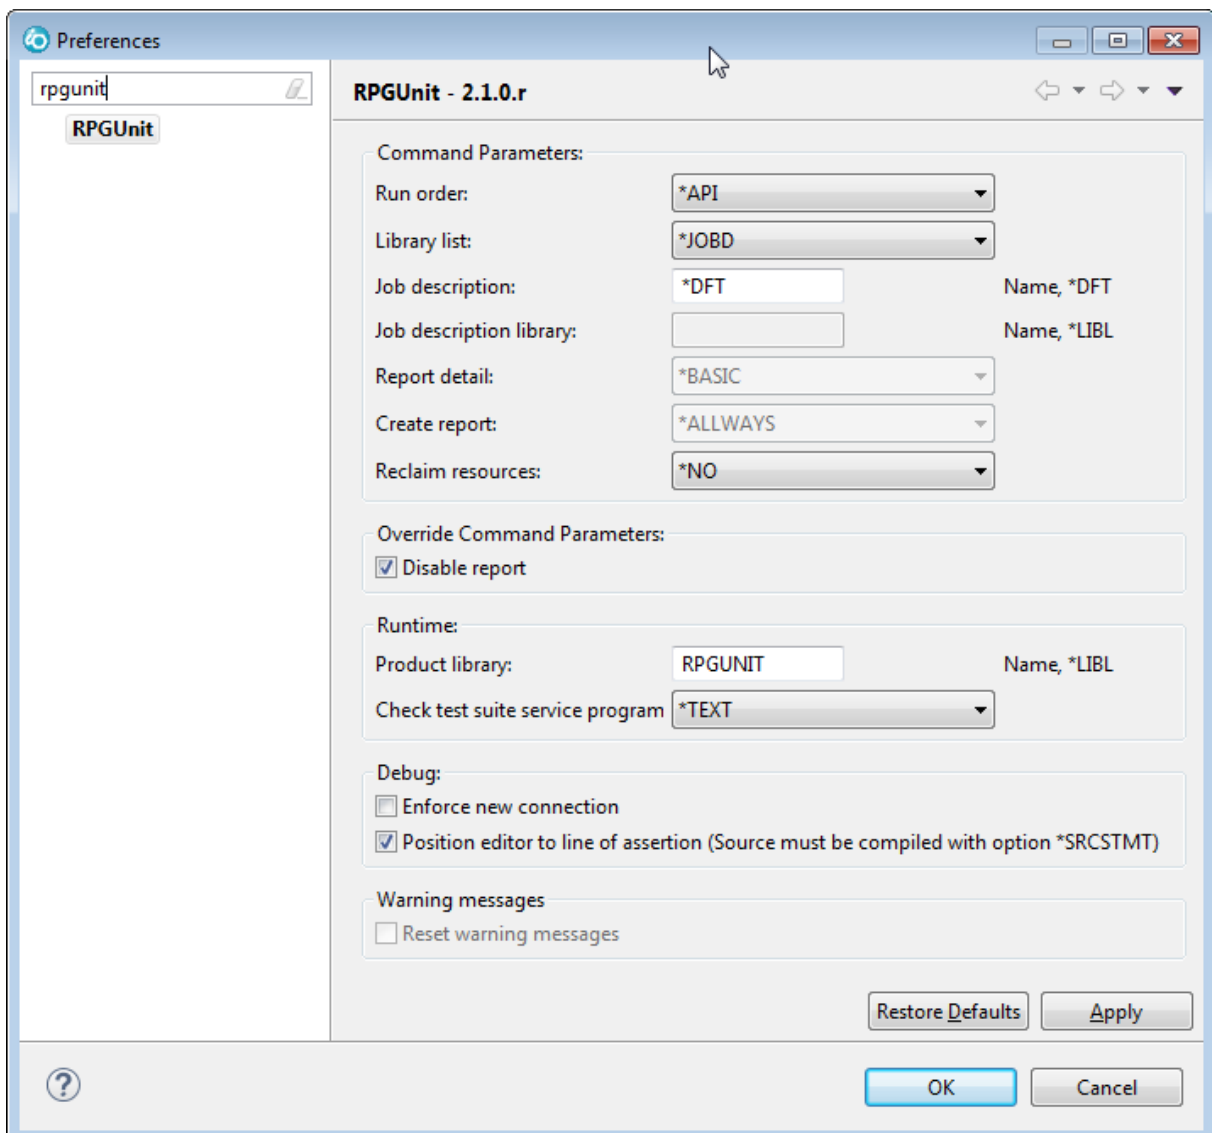 Preferences
rpgunit
RPGUnit
RPGUnit - 2.1.0.r
Command Parameters:
Run order: *API
Library list: *JOBD
Job description: *DFT Name, *DFT
Job description library: Name, *LIBL
Report detail: *BASIC
Create report: *ALLWAYS
Reclaim resources: *NO
Override Command Parameters:
Disable report
Runtime:
Product library: RPGUNIT Name, *LIBL
Check test suite service program *TEXT
Debug:
Enforce new connection
Position editor to line of assertion (Source must be compiled with option *SRCSTMT)
Warning messages
Reset warning messages
Restore Defaults Apply
? OK Cancel